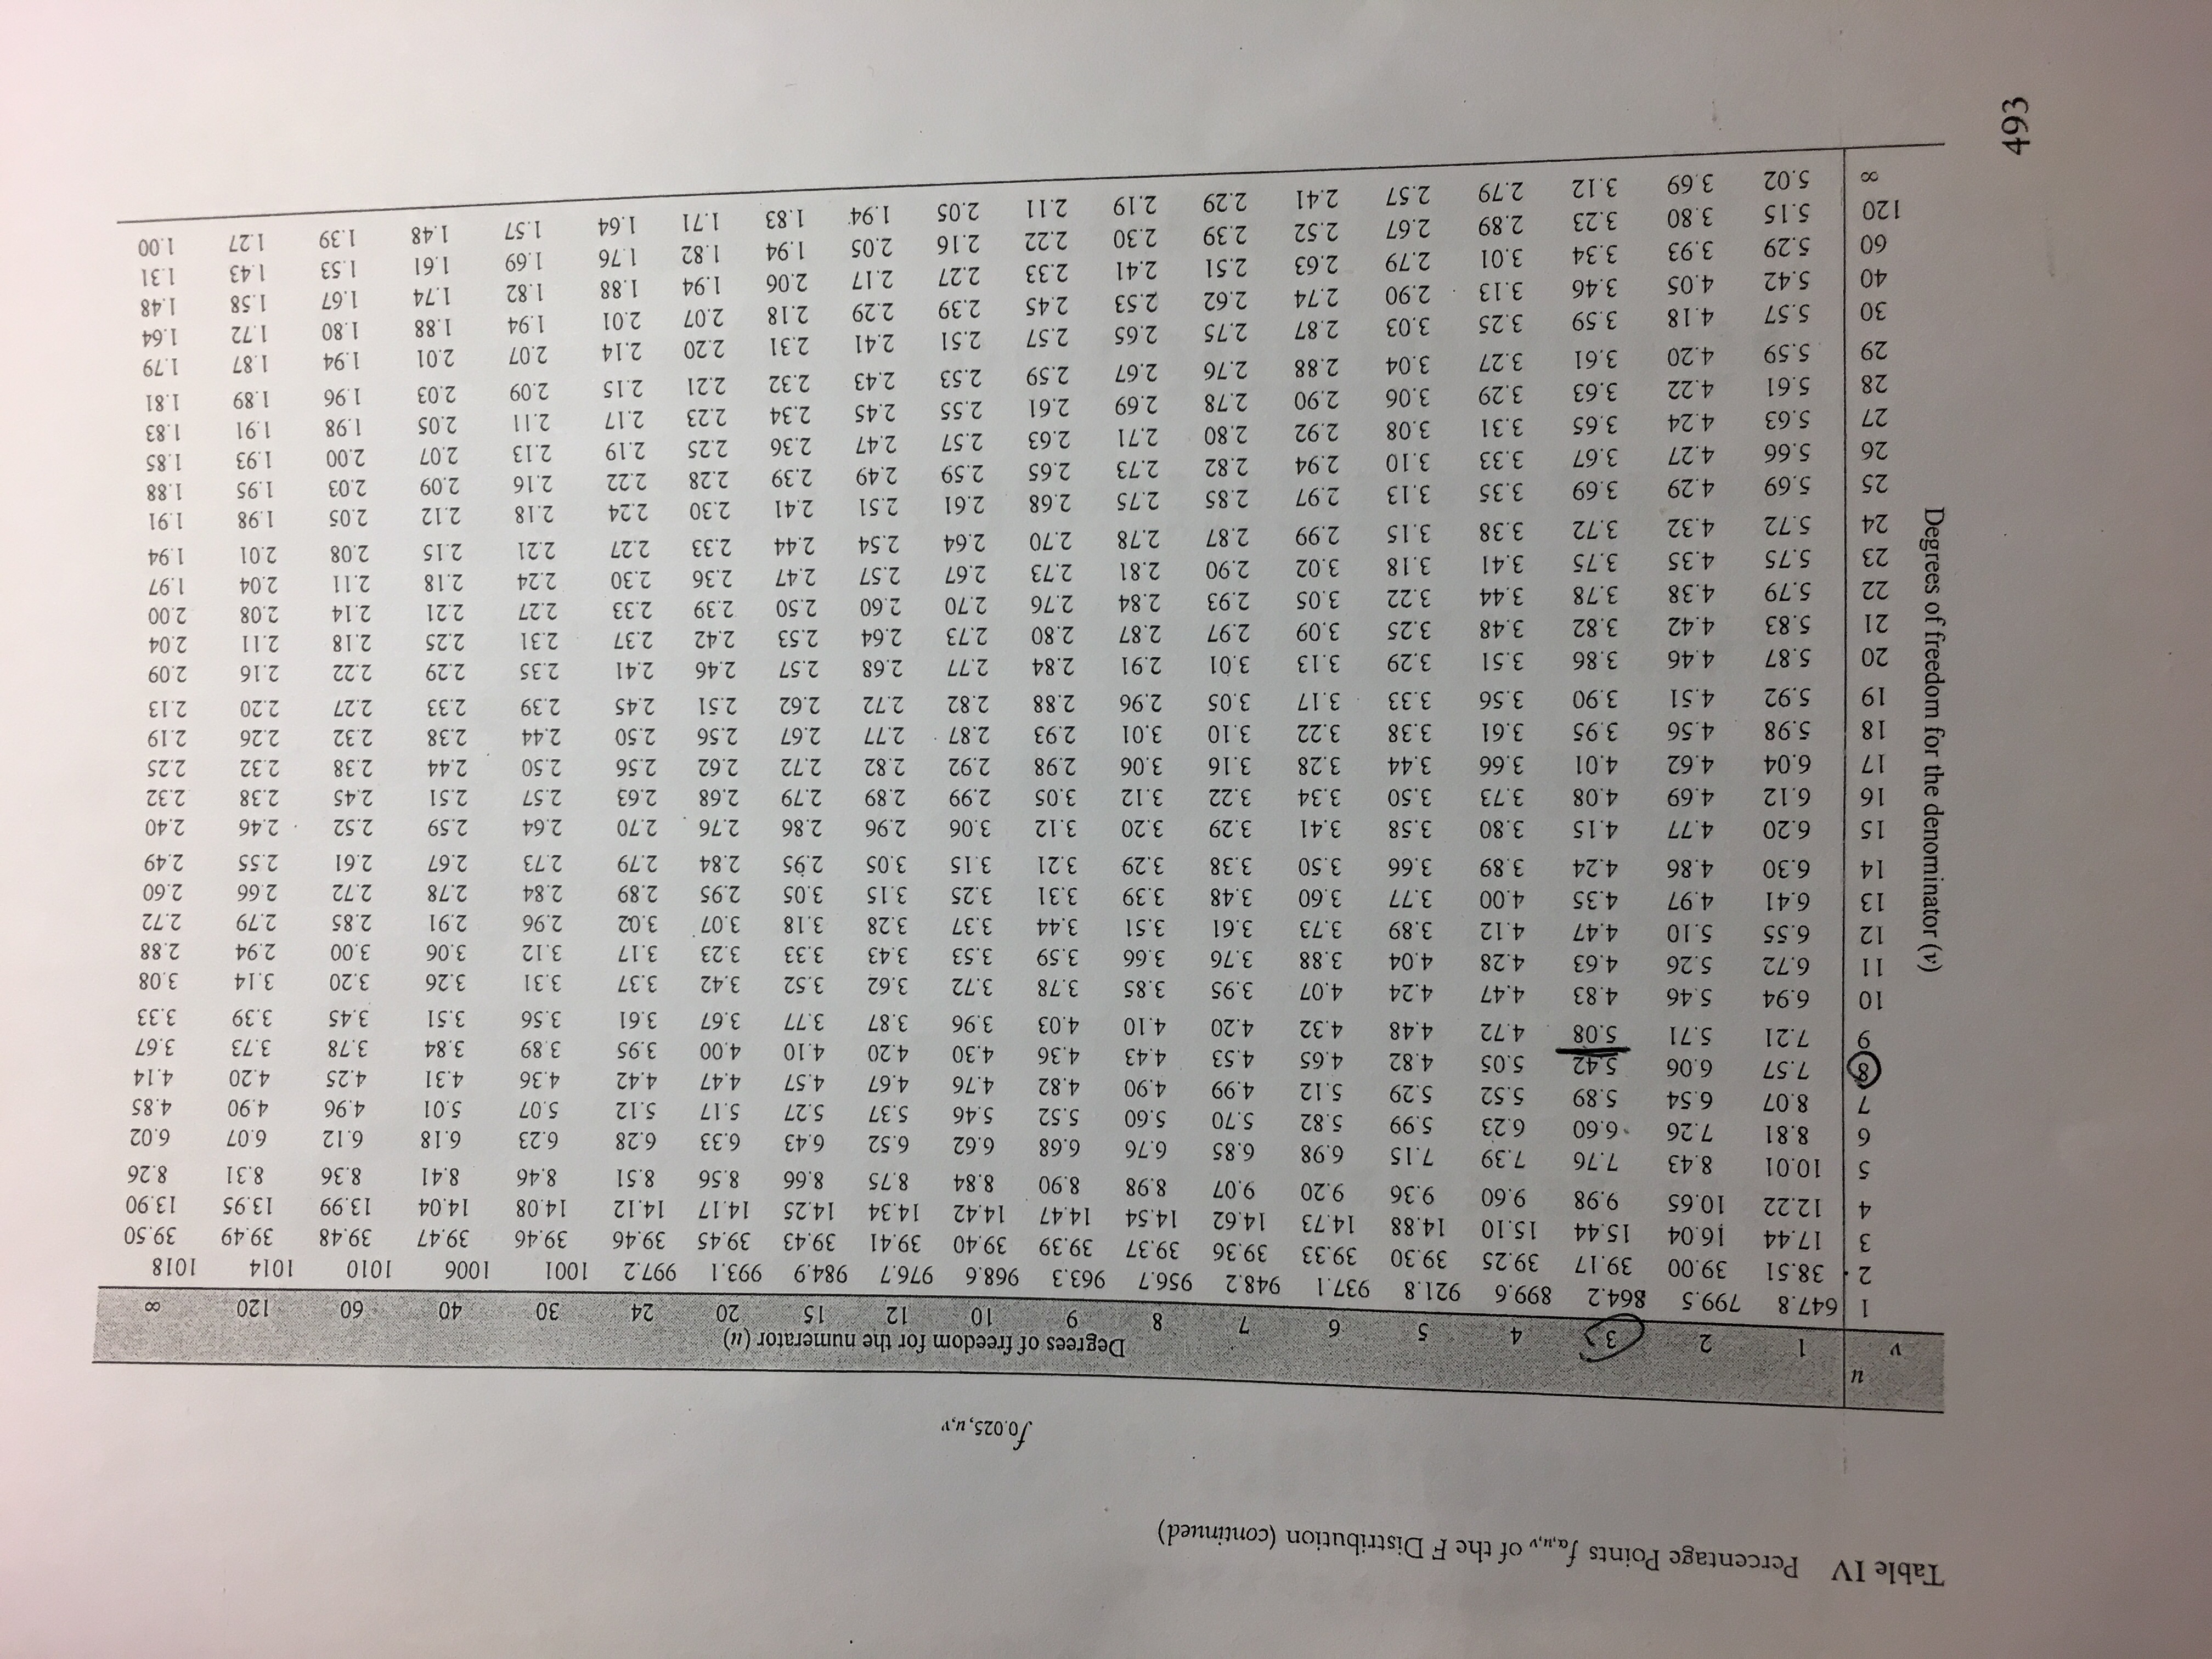 Table IV Percentage Points fα,u,v of the F Distribution (continued)
f0.025,u,v
Degrees of freedom for the numerator (u)
v u 1 2 3 4 5 6 7 8 9 10 12 15 20 24 30 40 60 120 ∞
1 647.8 799.5 864.2 899.6 921.8 937.1 948.2 956.7 963.3 968.6 976.7 984.9 993.1 997.2 1001 1006 1010 1014 1018
2 38.51 39.00 39.17 39.25 39.30 39.33 39.36 39.37 39.39 39.40 39.41 39.43 39.45 39.46 39.46 39.47 39.48 39.49 39.50
3 17.44 16.04 15.44 15.10 14.88 14.73 14.62 14.54 14.47 14.42 14.34 14.25 14.17 14.12 14.08 14.04 13.99 13.95 13.90
4 12.22 10.65 9.98 9.60 9.36 9.20 9.07 8.98 8.90 8.84 8.75 8.66 8.56 8.51 8.46 8.41 8.36 8.31 8.26
5 10.01 8.43 7.76 7.39 7.15 6.98 6.85 6.76 6.68 6.62 6.52 6.43 6.33 6.28 6.23 6.18 6.12 6.07 6.02
6 8.81 7.26 6.60 6.23 5.99 5.82 5.70 5.60 5.52 5.46 5.37 5.27 5.17 5.12 5.07 5.01 4.96 4.90 4.85
7 8.07 6.54 5.89 5.52 5.29 5.12 4.99 4.90 4.82 4.76 4.67 4.57 4.47 4.42 4.36 4.31 4.25 4.20 4.14
8 7.57 6.06 5.42 5.05 4.82 4.65 4.53 4.43 4.36 4.30 4.20 4.10 4.00 3.95 3.89 3.84 3.78 3.73 3.67
9 7.21 5.71 5.08 4.72 4.48 4.32 4.20 4.10 4.03 3.96 3.87 3.77 3.67 3.61 3.56 3.51 3.45 3.39 3.33
10 6.94 5.46 4.83 4.47 4.24 4.07 3.95 3.85 3.78 3.72 3.62 3.52 3.42 3.37 3.31 3.26 3.20 3.14 3.08
11 6.72 5.26 4.63 4.28 4.04 3.88 3.76 3.66 3.59 3.53 3.43 3.33 3.23 3.17 3.12 3.06 3.00 2.94 2.88
12 6.55 5.10 4.47 4.12 3.89 3.73 3.61 3.51 3.44 3.37 3.28 3.18 3.07 3.02 2.96 2.91 2.85 2.79 2.72
13 6.41 4.97 4.35 4.00 3.77 3.60 3.48 3.39 3.31 3.25 3.15 3.05 2.95 2.89 2.84 2.78 2.72 2.66 2.60
14 6.30 4.86 4.24 3.89 3.66 3.50 3.38 3.29 3.21 3.15 3.05 2.95 2.84 2.79 2.73 2.67 2.61 2.55 2.49
15 6.20 4.77 4.15 3.80 3.58 3.41 3.29 3.20 3.12 3.06 2.96 2.86 2.76 2.70 2.64 2.59 2.52 2.46 2.40
16 6.12 4.69 4.08 3.73 3.50 3.34 3.22 3.12 3.05 2.99 2.89 2.79 2.68 2.63 2.57 2.51 2.45 2.38 2.32
17 6.04 4.62 4.01 3.66 3.44 3.28 3.16 3.06 2.98 2.92 2.82 2.72 2.62 2.56 2.50 2.44 2.38 2.32 2.25
18 5.98 4.56 3.95 3.61 3.38 3.22 3.10 3.01 2.93 2.87 2.77 2.67 2.56 2.50 2.44 2.38 2.32 2.26 2.19
19 5.92 4.51 3.90 3.56 3.33 3.17 3.05 2.96 2.88 2.82 2.72 2.62 2.51 2.45 2.39 2.33 2.27 2.20 2.13
20 5.87 4.46 3.86 3.51 3.29 3.13 3.01 2.91 2.84 2.77 2.68 2.57 2.46 2.41 2.35 2.29 2.22 2.16 2.09
21 5.83 4.42 3.82 3.48 3.25 3.09 2.97 2.87 2.80 2.73 2.64 2.53 2.42 2.37 2.31 2.25 2.18 2.11 2.04
22 5.79 4.38 3.78 3.44 3.22 3.05 2.93 2.84 2.76 2.70 2.60 2.50 2.39 2.33 2.27 2.21 2.14 2.08 2.00
23 5.75 4.35 3.75 3.41 3.18 3.02 2.90 2.81 2.73 2.67 2.57 2.47 2.36 2.30 2.24 2.18 2.11 2.04 1.97
24 5.72 4.32 3.72 3.38 3.15 2.99 2.87 2.78 2.70 2.64 2.54 2.44 2.33 2.27 2.21 2.15 2.08 2.01 1.94
25 5.69 4.29 3.69 3.35 3.13 2.97 2.85 2.75 2.68 2.61 2.51 2.41 2.30 2.24 2.18 2.12 2.05 1.98 1.91
26 5.66 4.27 3.67 3.33 3.10 2.94 2.82 2.73 2.65 2.59 2.49 2.39 2.28 2.22 2.16 2.09 2.03 1.95 1.88
27 5.63 4.24 3.65 3.31 3.08 2.92 2.80 2.71 2.63 2.57 2.47 2.36 2.25 2.19 2.13 2.07 2.00 1.93 1.85
28 5.61 4.22 3.63 3.29 3.06 2.90 2.78 2.69 2.61 2.55 2.45 2.34 2.23 2.17 2.11 2.05 1.98 1.91 1.83
29 5.59 4.20 3.61 3.27 3.04 2.88 2.76 2.67 2.59 2.53 2.43 2.32 2.21 2.15 2.09 2.03 1.96 1.89 1.81
30 5.57 4.18 3.59 3.25 3.03 2.87 2.75 2.65 2.57 2.51 2.41 2.31 2.20 2.14 2.07 2.01 1.94 1.87 1.79
40 5.42 4.05 3.46 3.13 2.90 2.74 2.62 2.53 2.45 2.39 2.29 2.18 2.07 2.01 1.94 1.88 1.80 1.72 1.64
60 5.29 3.93 3.34 3.01 2.79 2.63 2.51 2.41 2.33 2.27 2.17 2.06 1.94 1.88 1.82 1.74 1.67 1.58 1.48
120 5.15 3.80 3.23 2.89 2.67 2.52 2.39 2.30 2.22 2.16 2.05 1.94 1.82 1.76 1.69 1.61 1.53 1.43 1.31
∞ 5.02 3.69 3.12 2.79 2.57 2.41 2.29 2.19 2.11 2.05 1.94 1.83 1.71 1.64 1.57 1.48 1.39 1.27 1.00
Degrees of freedom for the denominator (v)
493